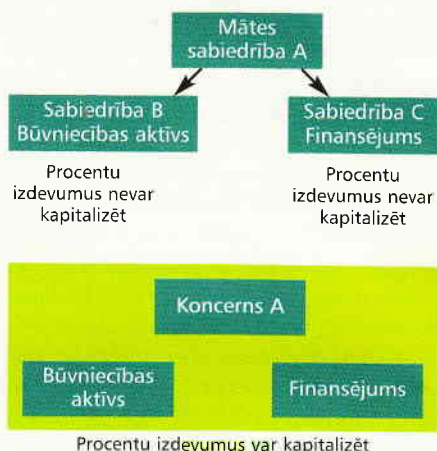 Mātes
sabiedrība A
Sabiedrība B
Būvniecības aktīvs
Sabiedrība C
Finansējums
Procentu
izdevumus nevar
kapitalizēt
Procentu
izdevumus nevar
kapitalizēt
Koncerns A
Būvniecības
aktīvs
Finansējums
Procentu izdevumus var kapitalizēt